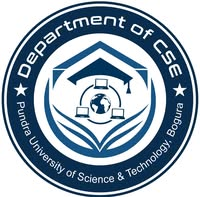 Department of CSE
Pundra University of Science & Technology, Bogura